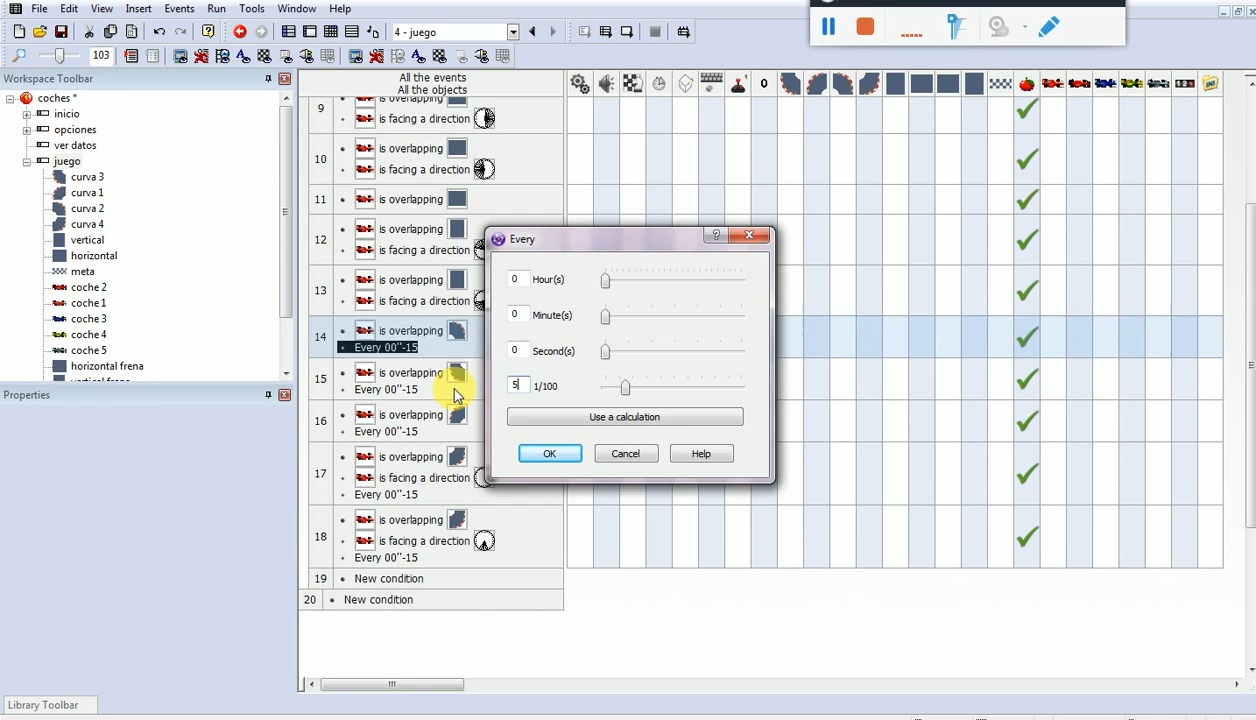 File Edit View Insert Events Run Tools Window Help
4 - juego
103
Workspace Toolbar
coches *
inicio
opciones
ver datos
juego
curva 3
curva 1
curva 2
curva 4
vertical
horizontal
meta
coche 2
coche 1
coche 3
coche 4
coche 5
horizontal frena
Properties
Library Toolbar
All the events
All the objects
0
9
is overlapping
is facing a direction
10
is overlapping
is facing a direction
11
is overlapping
12
is overlapping
is facing a direction
13
is overlapping
is facing a direction
14
is overlapping
Every 00"-15
15
is overlapping
Every 00"-15
16
is overlapping
Every 00"-15
17
is overlapping
is facing a direction
Every 00"-15
18
is overlapping
is facing a direction
Every 00"-15
19 New condition
20 New condition
Every
0 Hour(s)
0 Minute(s)
0 Second(s)
5 1/100
Use a calculation
OK Cancel Help